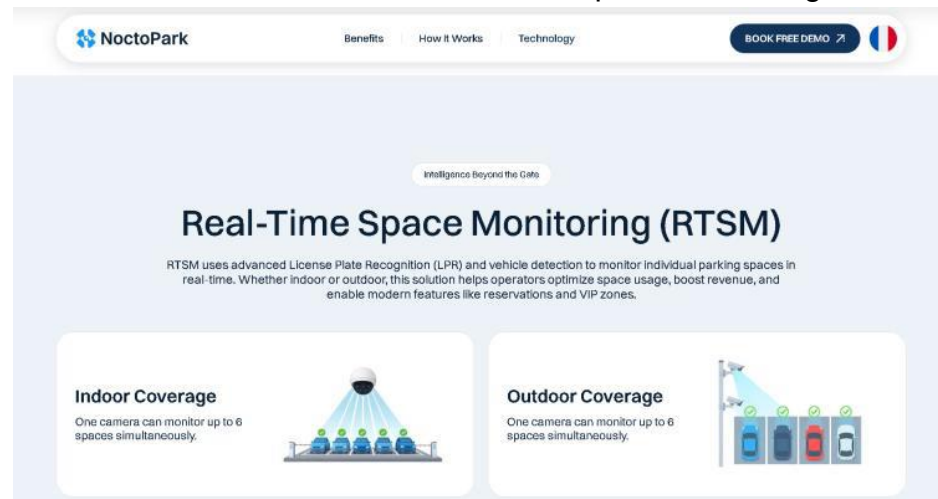 NoctoPark
Benefits
How it Works
Technology
BOOK FREE DEMO
Intelligence Beyond the Gate
Real-Time Space Monitoring (RTSM)
RTSM uses advanced License Plate Recognition (LPR) and vehicle detection to monitor individual parking spaces in
real-time. Whether indoor or outdoor, this solution helps operators optimize space usage, boost revenue, and
enable modern features like reservations and VIP zones.
Indoor Coverage
One camera can monitor up to 6
spaces simultaneously.
Outdoor Coverage
One camera can monitor up to 6
spaces simultaneously.